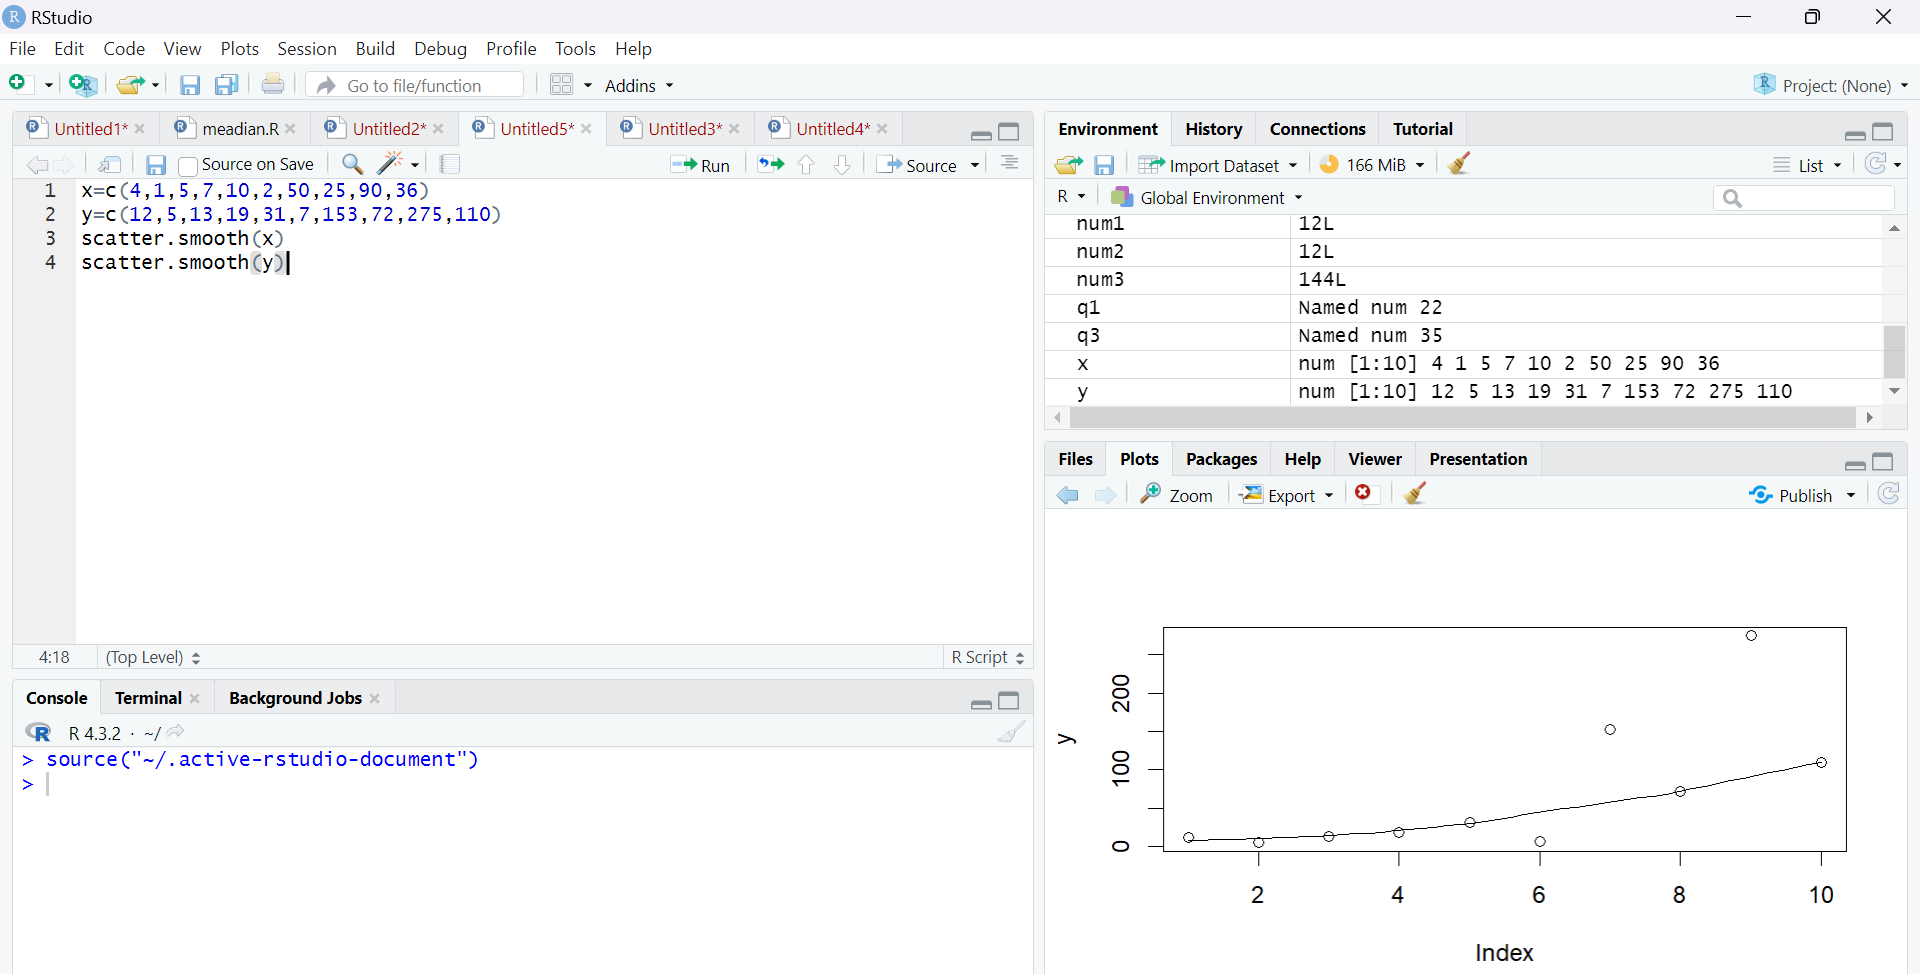 RStudio
File Edit Code View Plots Session Build Debug Profile Tools Help
Go to file/function Addins Project: (None)
Untitled1* meadian.R Untitled2* Untitled5* Untitled3* Untitled4*
Source on Save Run Source
1 x=c(4,1,5,7,10,2,50,25,90,36)
2 y=c(12,5,13,19,31,7,153,72,275,110)
3 scatter.smooth(x)
4 scatter.smooth(y)
4:18 (Top Level) R Script
Console Terminal Background Jobs
R 4.3.2 · ~/
> source("~/.active-rstudio-document")
>
Environment History Connections Tutorial
Import Dataset 166 MiB List
R Global Environment
num1 12L
num2 12L
num3 144L
q1 Named num 22
q3 Named num 35
x num [1:10] 4 1 5 7 10 2 50 25 90 36
y num [1:10] 12 5 13 19 31 7 153 72 275 110
Files Plots Packages Help Viewer Presentation
Zoom Export Publish
200
y
100
0
2 4 6 8 10
Index